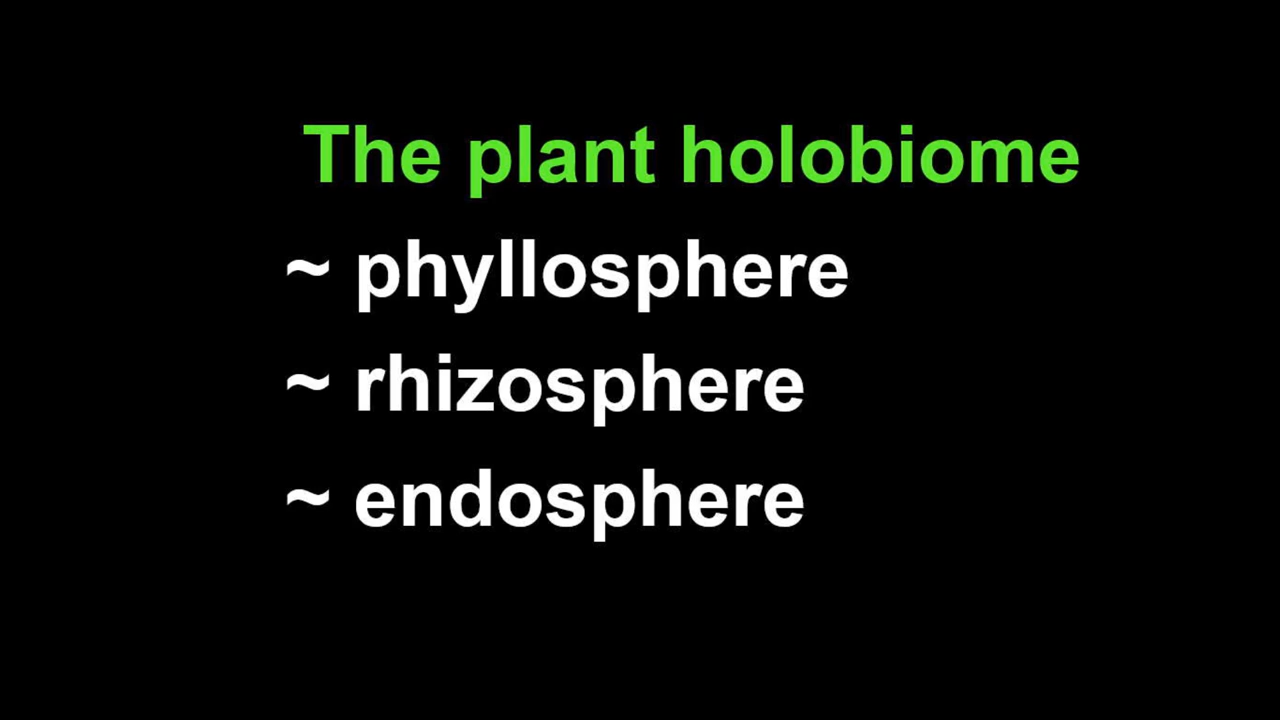 The plant holobiome
~ phyllosphere
~ rhizosphere
~ endosphere